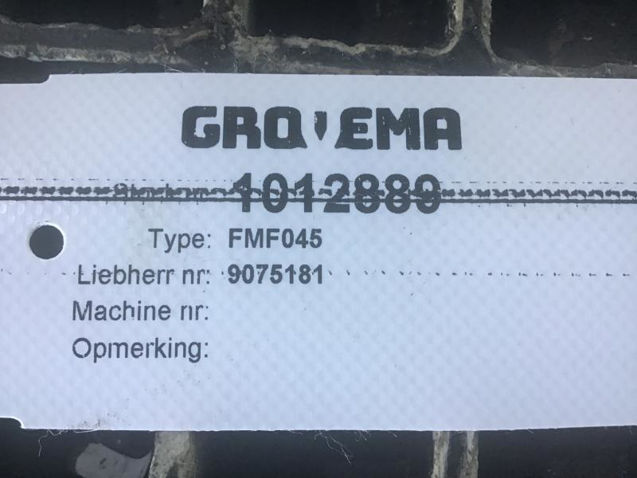 GROVEMA
1012889
Type: FMF045
Liebherr nr: 9075181
Machine nr:
Opmerking: